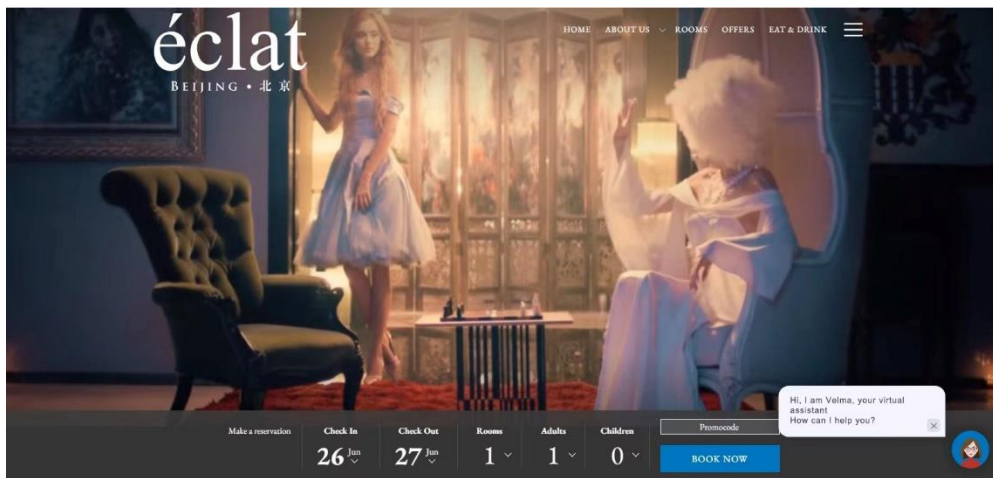 éclat
BEIJING • 北京
HOME ABOUT US ROOMS OFFERS EAT & DRINK
Make a reservation
Check In
26 Jun
Check Out
27 Jun
Rooms
1
Adults
1
Children
0
Promocode
BOOK NOW
Hi, I am Velma, your virtual
assistant
How can I help you?